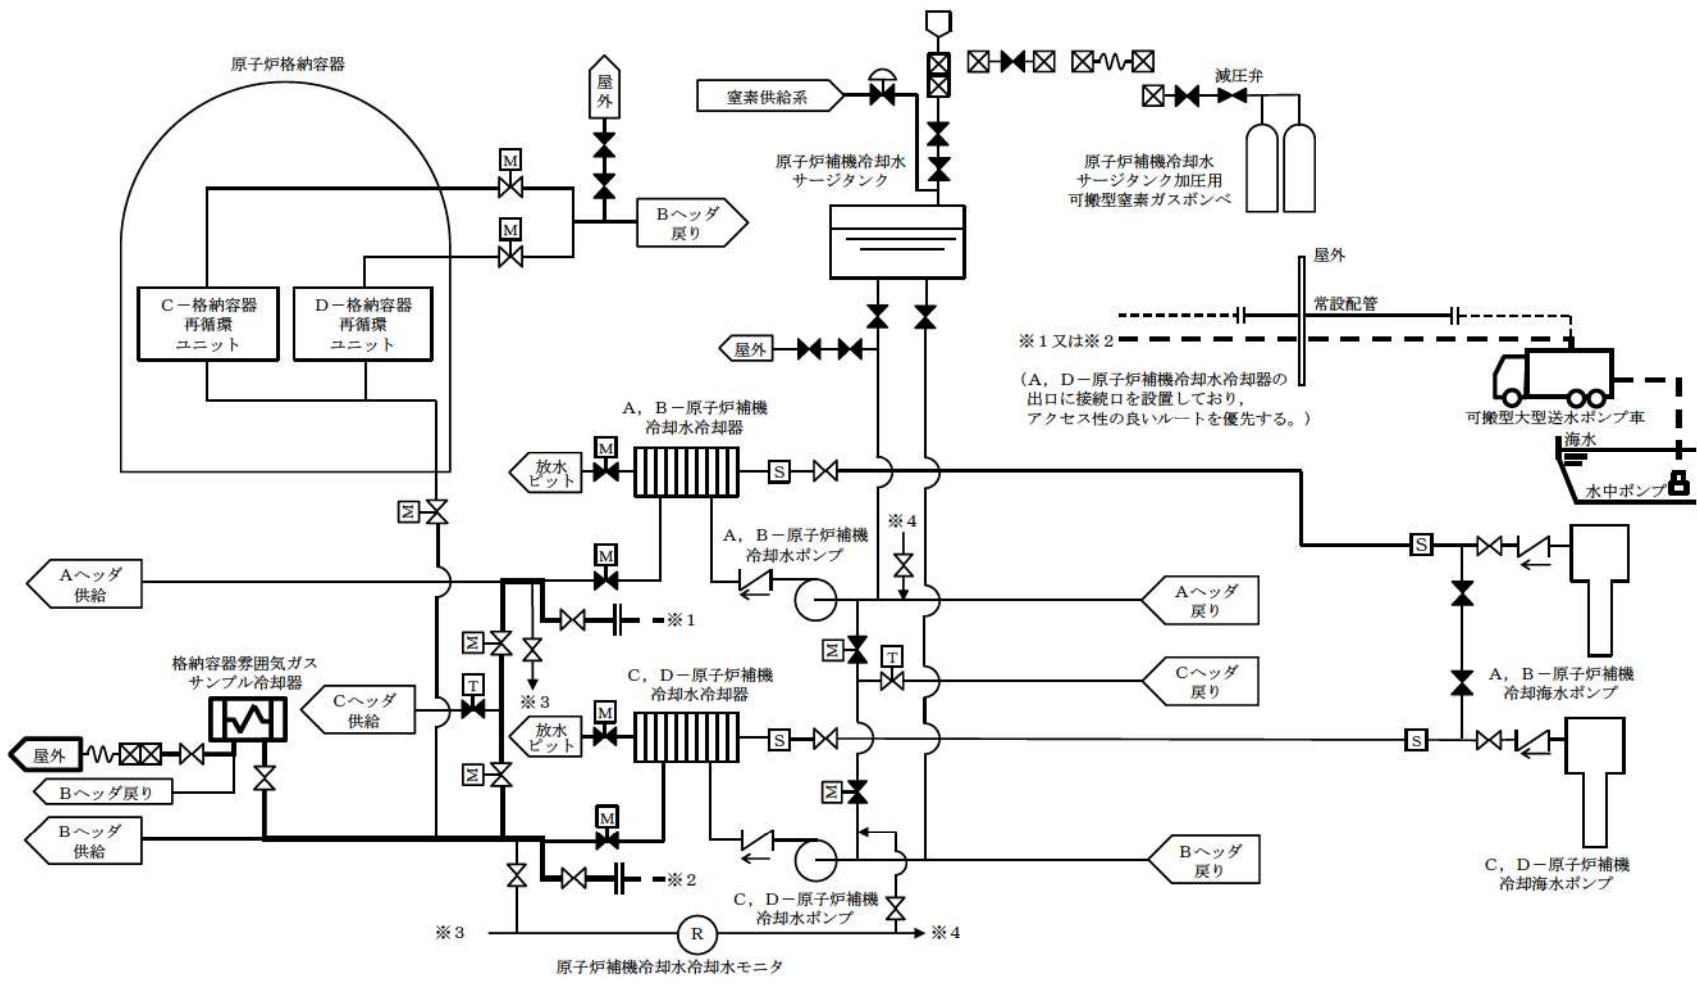 原子炉格納容器
屋
外
窒素供給系
減圧弁
原子炉補機冷却水
サージタンク
原子炉補機冷却水
サージタンク加圧用
可搬型窒素ガスボンベ
M
M
Bヘッダ
戻り
C－格納容器
再循環
ユニット
D－格納容器
再循環
ユニット
屋外
常設配管
※1又は※2
（A，D－原子炉補機冷却水冷却器の
出口に接続口を設置しており，
アクセス性の良いルートを優先する。）
可搬型大型送水ポンプ車
海水
水中ポンプ
屋外
A，B－原子炉補機
冷却水冷却器
放水
ピット
M
S
M
※4
A，B－原子炉補機
冷却水ポンプ
S
A，B－原子炉補機
冷却海水ポンプ
Aヘッダ
供給
M
※1
Aヘッダ
戻り
M
※3
M
T
Cヘッダ
戻り
格納容器雰囲気ガス
サンプル冷却器
Cヘッダ
供給
T
C，D－原子炉補機
冷却水冷却器
放水
ピット
M
S
S
屋外
Bヘッダ戻り
M
M
Bヘッダ
供給
M
※2
Bヘッダ
戻り
C，D－原子炉補機
冷却海水ポンプ
C，D－原子炉補機
冷却水ポンプ
※3
R
※4
原子炉補機冷却水冷却水モニタ